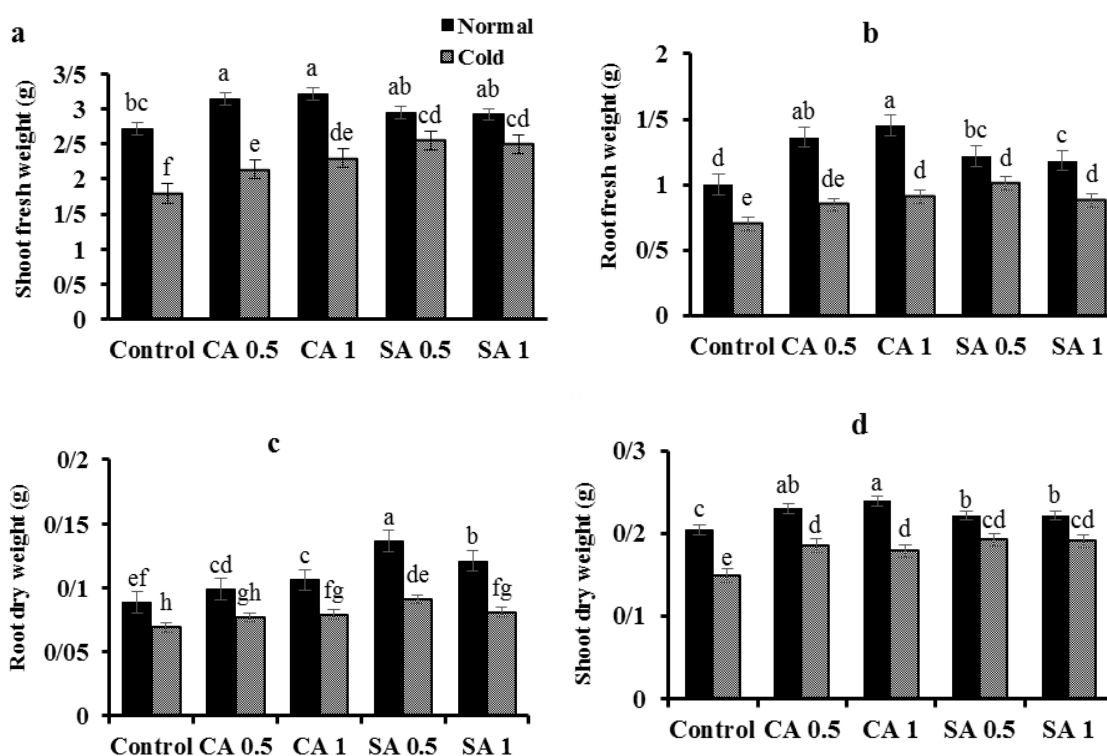 a
Normal
Cold
Shoot fresh weight (g)
3/5
3
2/5
2
1/5
1
0/5
0
bc
f
a
e
a
de
ab
cd
ab
cd
Control CA 0.5 CA 1 SA 0.5 SA 1
b
Root fresh weight (g)
2
1/5
1
0/5
0
d
e
ab
de
a
d
bc
d
c
d
Control CA 0.5 CA 1 SA 0.5 SA 1
c
Root dry weight (g)
0/2
0/15
0/1
0/05
0
ef
h
cd
gh
c
fg
a
de
b
fg
Control CA 0.5 CA 1 SA 0.5 SA 1
d
Shoot dry weight (g)
0/3
0/2
0/1
0
c
e
ab
d
a
d
b
cd
b
cd
Control CA 0.5 CA 1 SA 0.5 SA 1